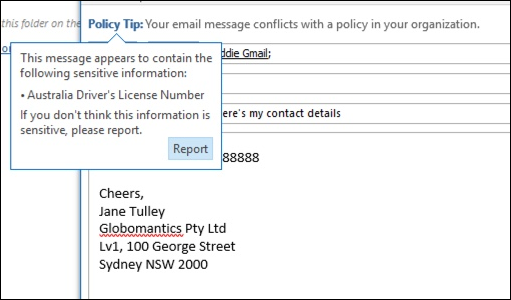 this folder on the
Policy Tip: Your email message conflicts with a policy in your organization.
This message appears to contain the
following sensitive information:
• Australia Driver's License Number
If you don't think this information is
sensitive, please report.
Report
ddie Gmail;
ere's my contact details
88888
Cheers,
Jane Tulley
Globomantics Pty Ltd
Lv1, 100 George Street
Sydney NSW 2000